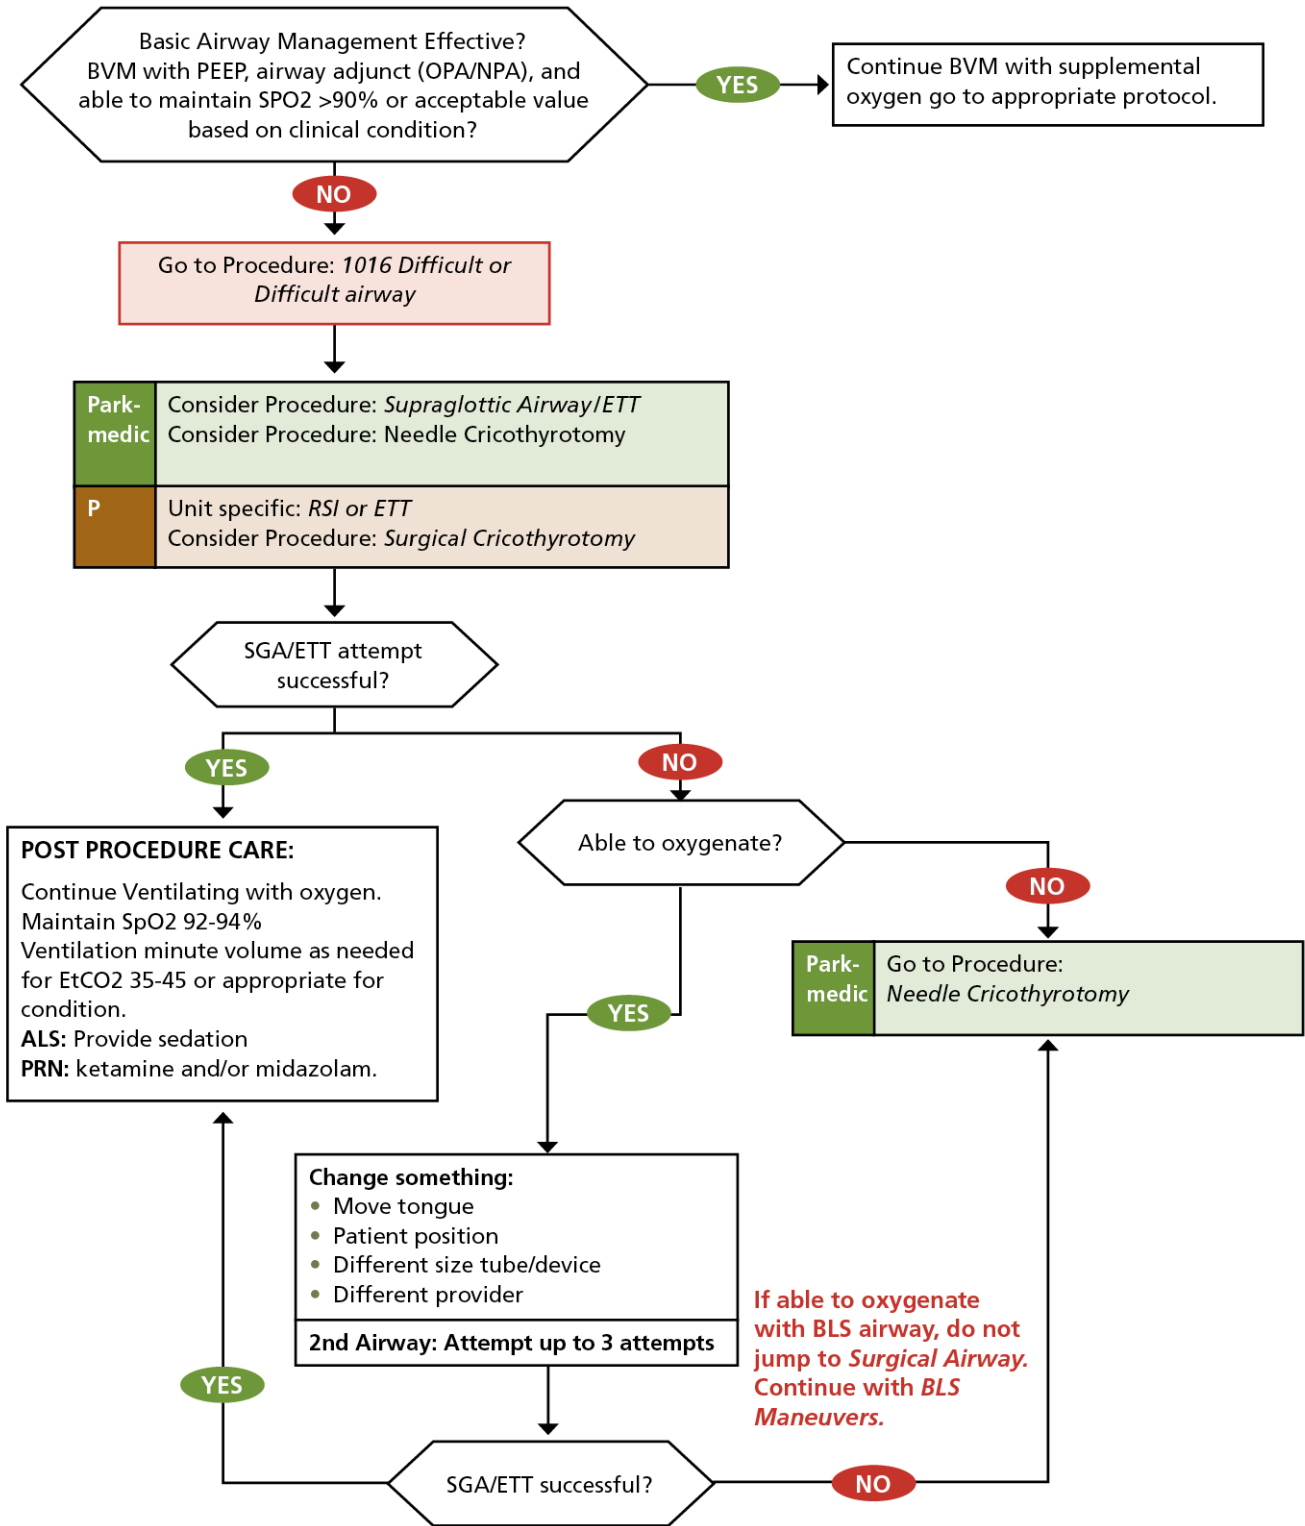 Basic Airway Management Effective?
BVM with PEEP, airway adjunct (OPA/NPA), and
able to maintain SPO2 >90% or acceptable value
based on clinical condition?
YES
Continue BVM with supplemental
oxygen go to appropriate protocol.
NO
Go to Procedure: 1016 Difficult or
Difficult airway
Park-
medic
Consider Procedure: Supraglottic Airway/ETT
Consider Procedure: Needle Cricothyrotomy
P
Unit specific: RSI or ETT
Consider Procedure: Surgical Cricothyrotomy
SGA/ETT attempt
successful?
YES
NO
POST PROCEDURE CARE:
Continue Ventilating with oxygen.
Maintain SpO2 92-94%
Ventilation minute volume as needed
for EtCO2 35-45 or appropriate for
condition.
ALS: Provide sedation
PRN: ketamine and/or midazolam.
Able to oxygenate?
NO
Park-
medic
Go to Procedure:
Needle Cricothyrotomy
YES
Change something:
• Move tongue
• Patient position
• Different size tube/device
• Different provider
2nd Airway: Attempt up to 3 attempts
If able to oxygenate
with BLS airway, do not
jump to Surgical Airway.
Continue with BLS
Maneuvers.
YES
SGA/ETT successful?
NO